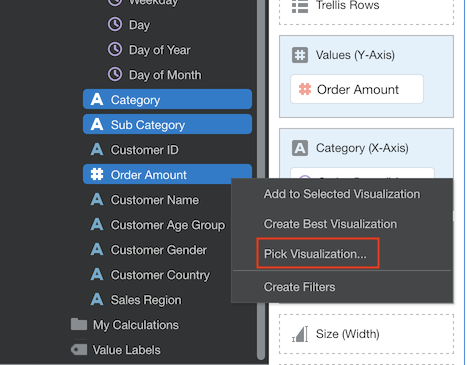 Weekday
Day
Day of Year
Day of Month
Category
Sub Category
Customer ID
Order Amount
Customer Name
Customer Age Group
Customer Gender
Customer Country
Sales Region
My Calculations
Value Labels
Trellis Rows
Values (Y-Axis)
Order Amount
Category (X-Axis)
Add to Selected Visualization
Create Best Visualization
Pick Visualization...
Create Filters
Size (Width)